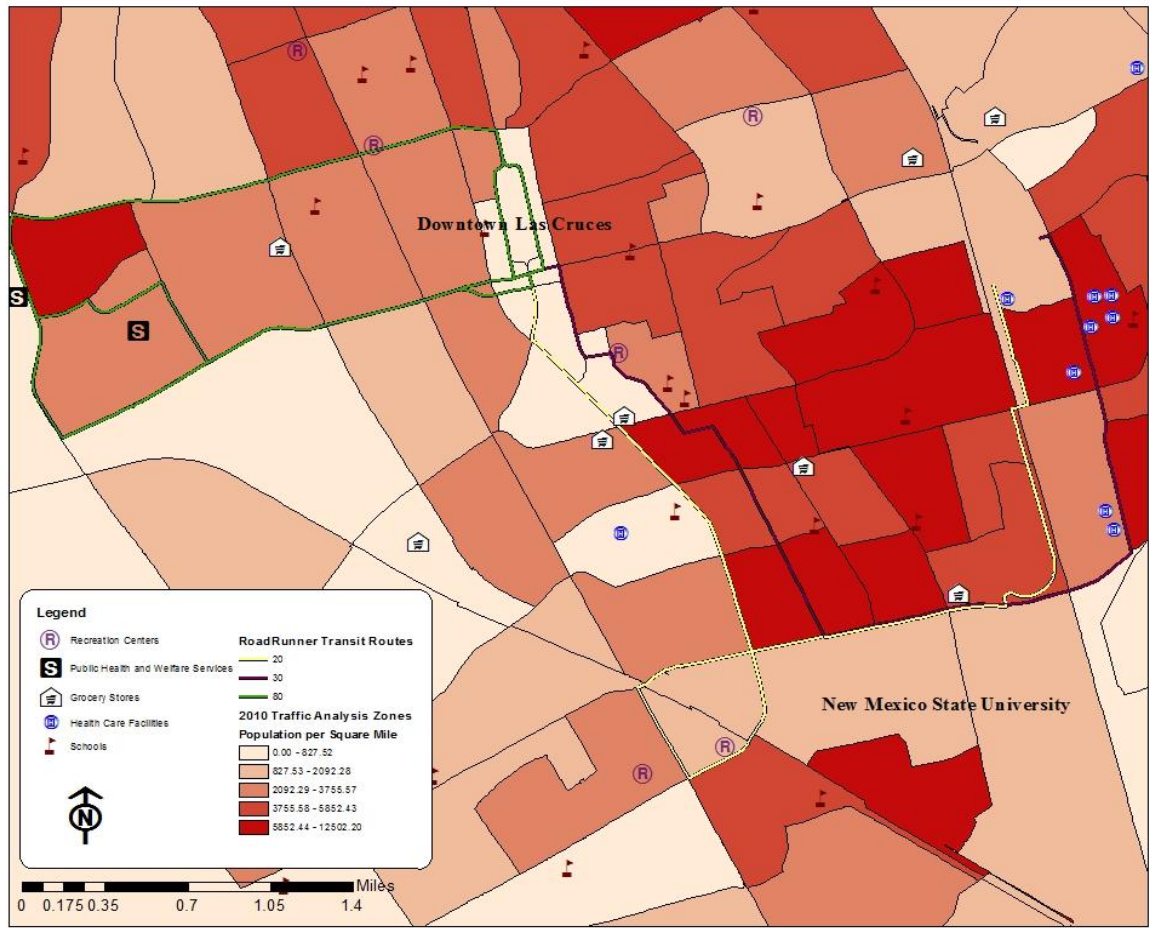 R
R
R
H
Downtown Las Cruces
S
S
H
H
H
H
H
R
H
H
H
H
New Mexico State University
R
R
Legend
R Recreation Centers
S Public Health and Welfare Services
Grocery Stores
H Health Care Facilities
Schools
RoadRunner Transit Routes
20
30
80
2010 Traffic Analysis Zones
Population per Square Mile
0.00 - 827.52
827.53 - 2092.28
2092.29 - 3755.57
3755.58 - 5852.43
5852.44 - 12502.20
N
Miles
0 0.175 0.35 0.7 1.05 1.4